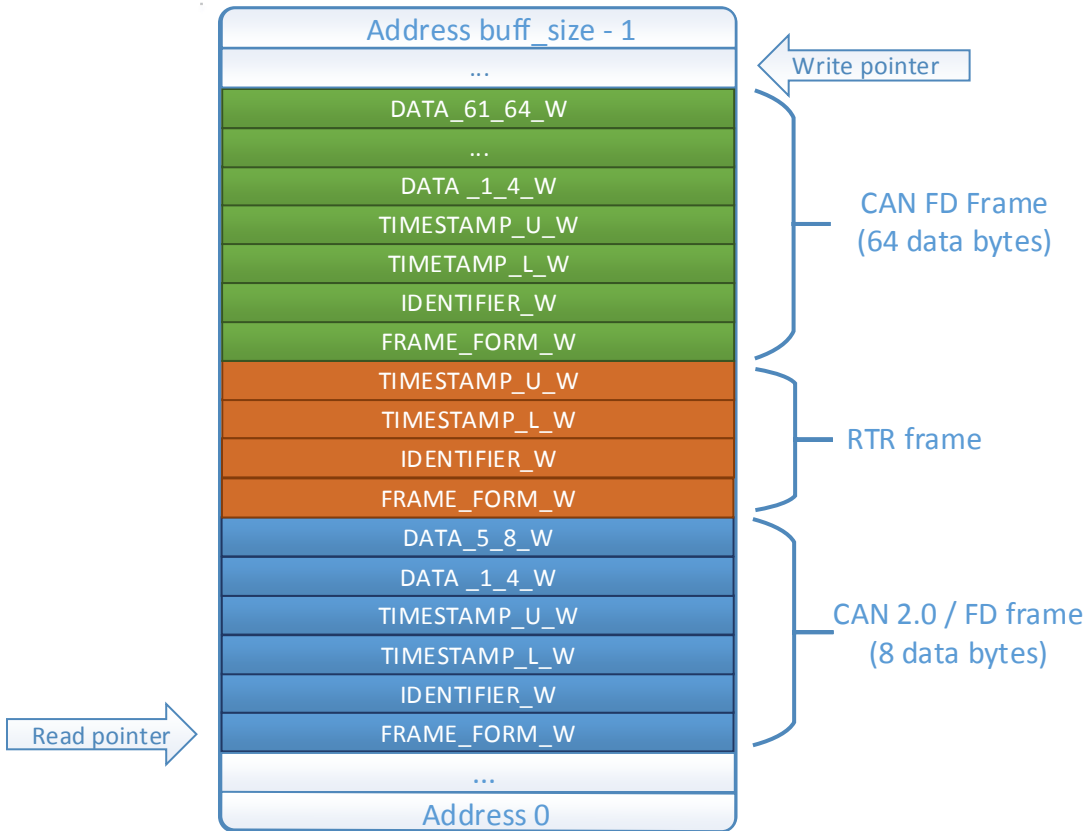 Address buff_size - 1
...
Write pointer
DATA_61_64_W
...
DATA _1_4_W
TIMESTAMP_U_W
TIMETAMP_L_W
IDENTIFIER_W
FRAME_FORM_W
CAN FD Frame
(64 data bytes)
TIMESTAMP_U_W
TIMESTAMP_L_W
IDENTIFIER_W
FRAME_FORM_W
RTR frame
DATA_5_8_W
DATA _1_4_W
TIMESTAMP_U_W
TIMESTAMP_L_W
IDENTIFIER_W
FRAME_FORM_W
CAN 2.0 / FD frame
(8 data bytes)
Read pointer
...
Address 0